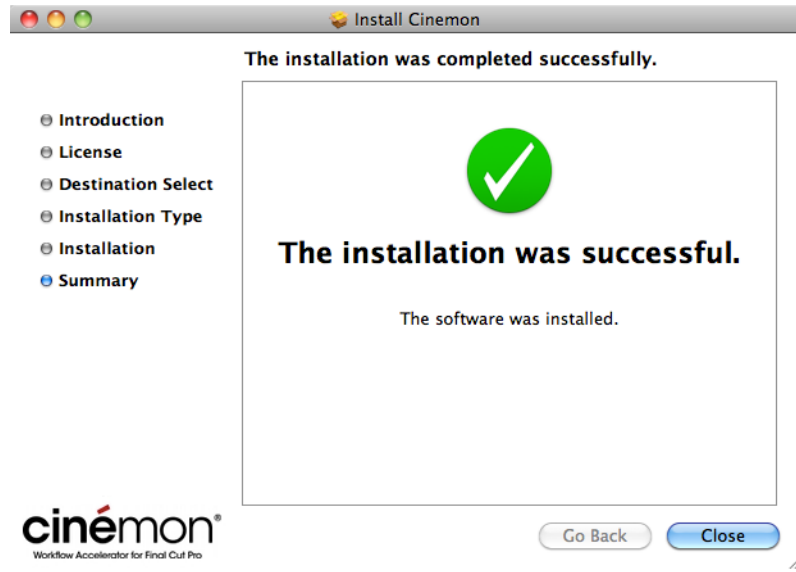 Install Cinemon
The installation was completed successfully.
Introduction
License
Destination Select
Installation Type
Installation
Summary
The installation was successful.
The software was installed.
cinémon®
Workflow Accelerator for Final Cut Pro
Go Back
Close